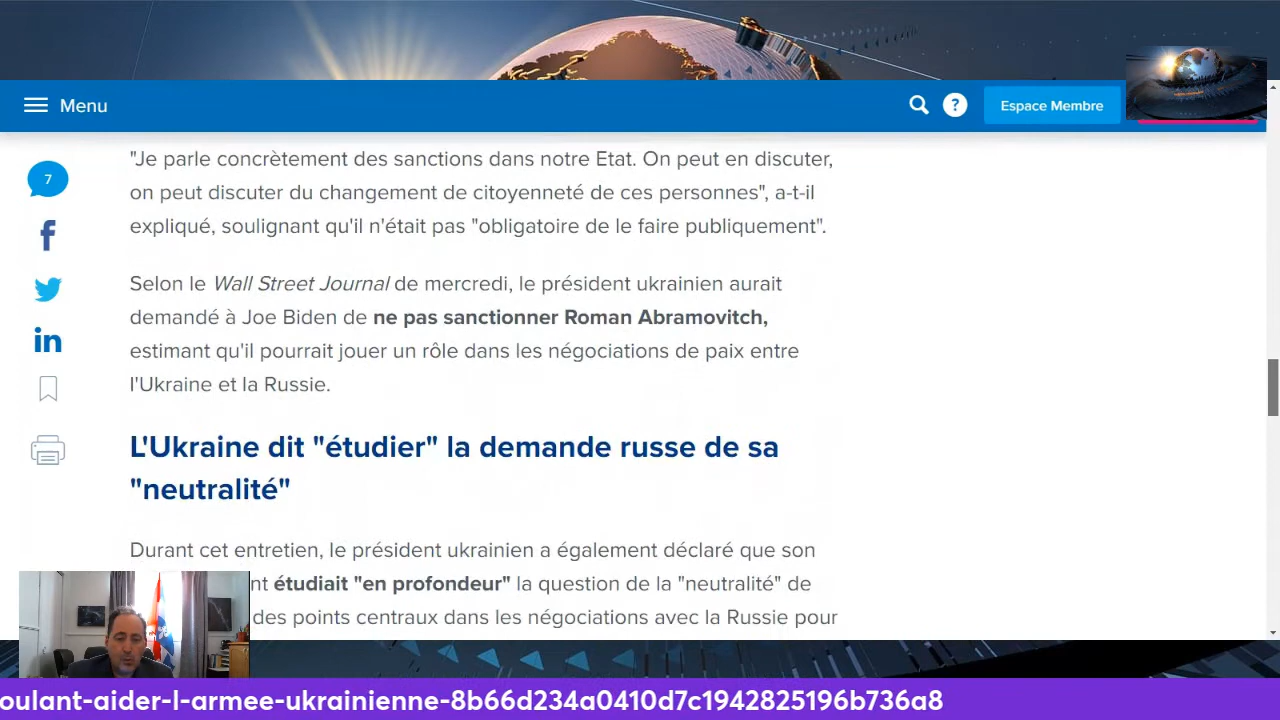 Menu
Espace Membre
"Je parle concrètement des sanctions dans notre Etat. On peut en discuter,
7
on peut discuter du changement de citoyenneté de ces personnes", a-t-il
expliqué, soulignant qu'il n'était pas "obligatoire de le faire publiquement".
Selon le Wall Street Journal de mercredi, le président ukrainien aurait
demandé à Joe Biden de ne pas sanctionner Roman Abramovitch,
estimant qu'il pourrait jouer un rôle dans les négociations de paix entre
l'Ukraine et la Russie.
L'Ukraine dit "étudier" la demande russe de sa
"neutralité"
Durant cet entretien, le président ukrainien a également déclaré que son
nt étudiait "en profondeur" la question de la "neutralité" de
des points centraux dans les négociations avec la Russie pour
oulant-aider-l-armee-ukrainienne-8b66d234a0410d7c1942825196b736a8